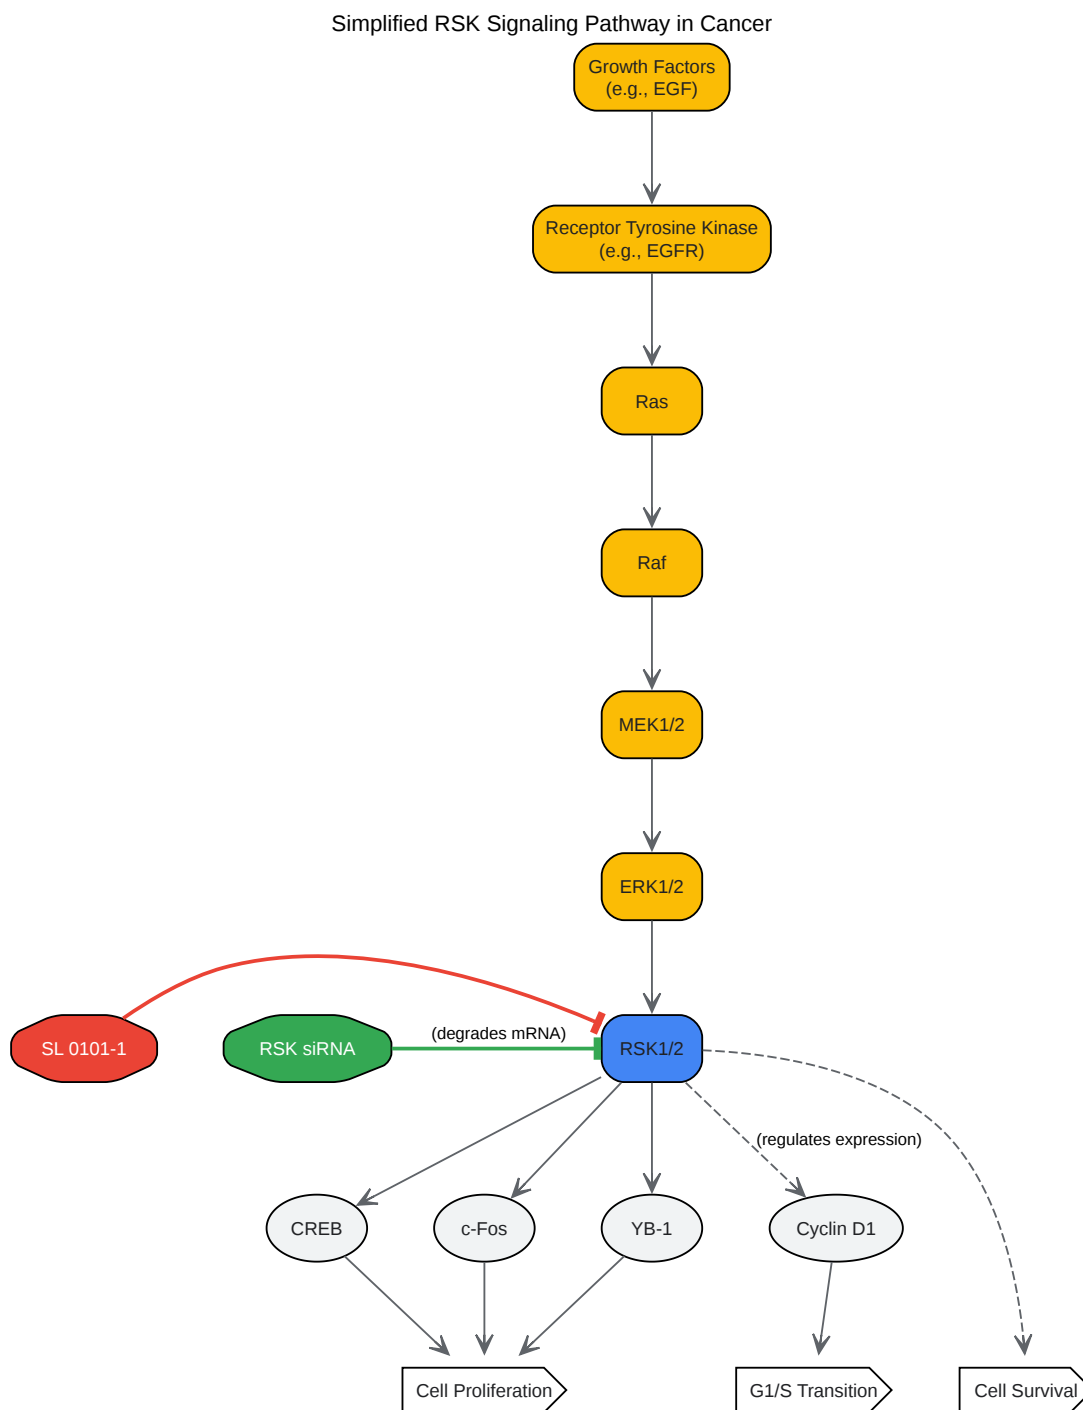 Simplified RSK Signaling Pathway in Cancer
Growth Factors
(e.g., EGF)
Receptor Tyrosine Kinase
(e.g., EGFR)
Ras
Raf
MEK1/2
ERK1/2
SL 0101-1
RSK siRNA
(degrades mRNA)
RSK1/2
(regulates expression)
CREB
c-Fos
YB-1
Cyclin D1
Cell Proliferation
G1/S Transition
Cell Survival